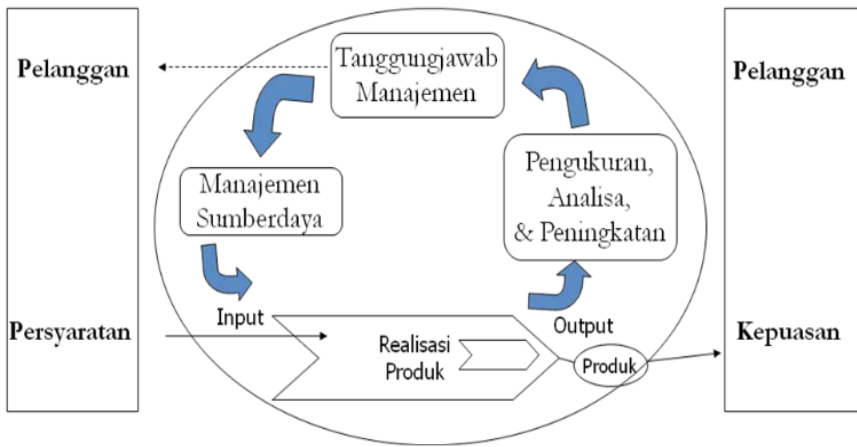 Pelanggan
Persyaratan
Tanggungjawab
Manajemen
Manajemen
Sumberdaya
Pengukuran,
Analisa,
& Peningkatan
Input
Realisasi
Produk
Output
Produk
Pelanggan
Kepuasan